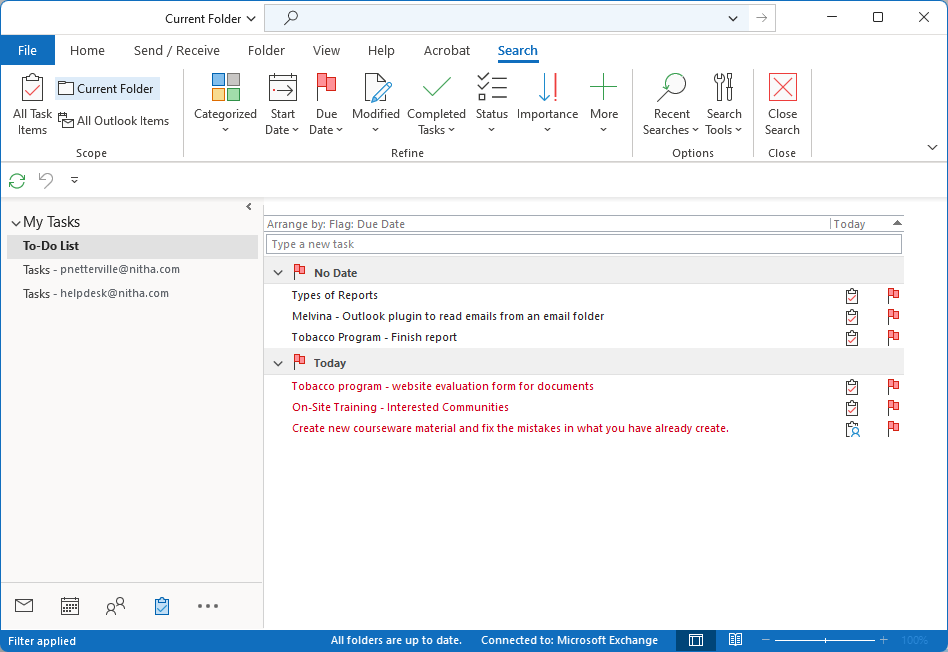 Current Folder
File Home Send / Receive Folder View Help Acrobat Search
All Task Items
Current Folder
All Outlook Items
Scope
Categorized
Start Date
Due Date
Modified
Completed Tasks
Status
Importance
More
Refine
Recent Searches
Search Tools
Options
Close Search
Close
My Tasks
To-Do List
Tasks - pnetterville@nitha.com
Tasks - helpdesk@nitha.com
Arrange by: Flag: Due Date Today
Type a new task
No Date
Types of Reports
Melvina - Outlook plugin to read emails from an email folder
Tobacco Program - Finish report
Today
Tobacco program - website evaluation form for documents
On-Site Training - Interested Communities
Create new courseware material and fix the mistakes in what you have already create.
Filter applied All folders are up to date. Connected to: Microsoft Exchange 100%